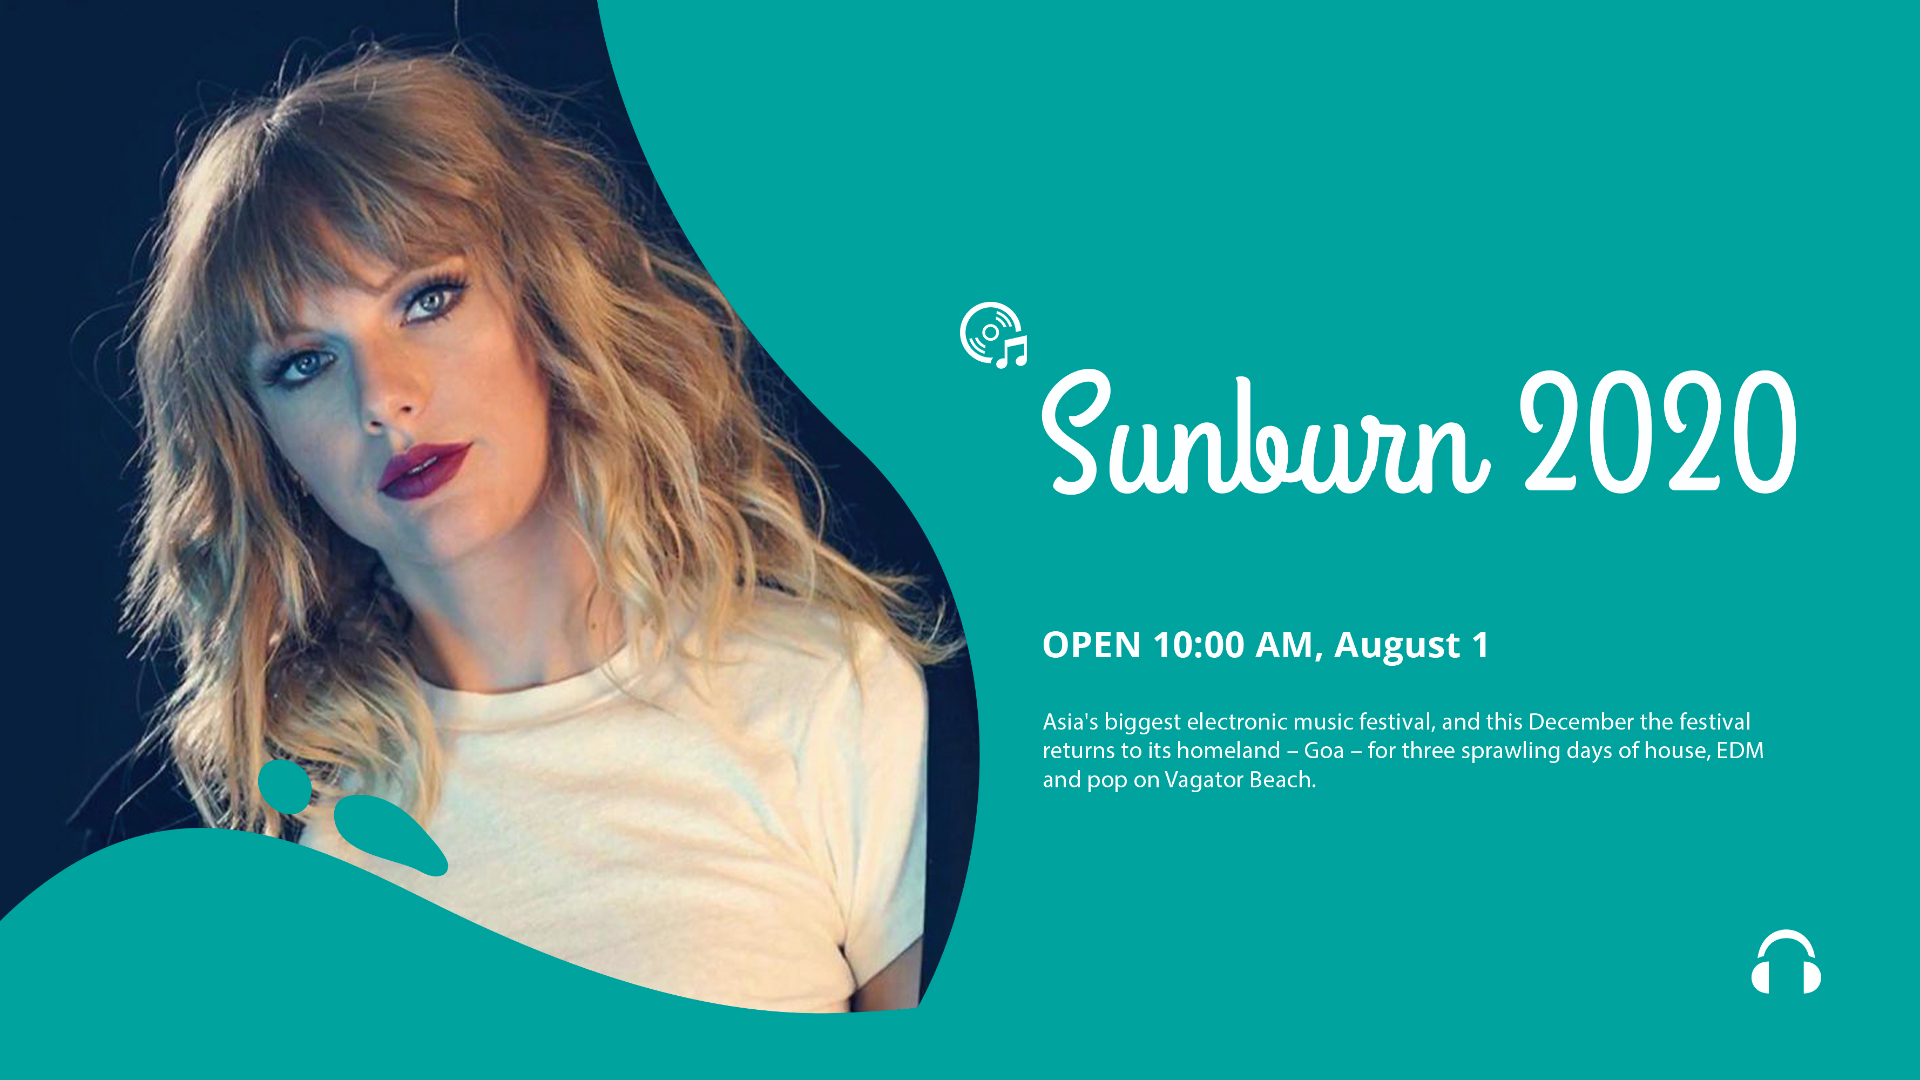 Sunburn 2020
OPEN 10:00 AM, August 1
Asia's biggest electronic music festival, and this December the festival
returns to its homeland – Goa – for three sprawling days of house, EDM
and pop on Vagator Beach.